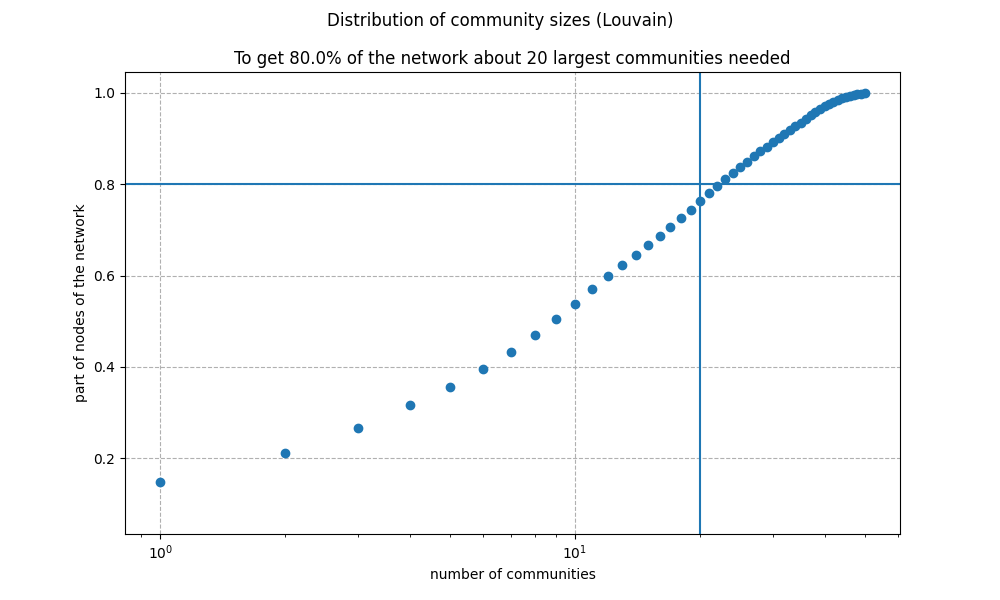 Distribution of community sizes (Louvain)
To get 80.0% of the network about 20 largest communities needed
1.0
0.8
0.6
0.4
0.2
part of nodes of the network
10⁰
10¹
number of communities